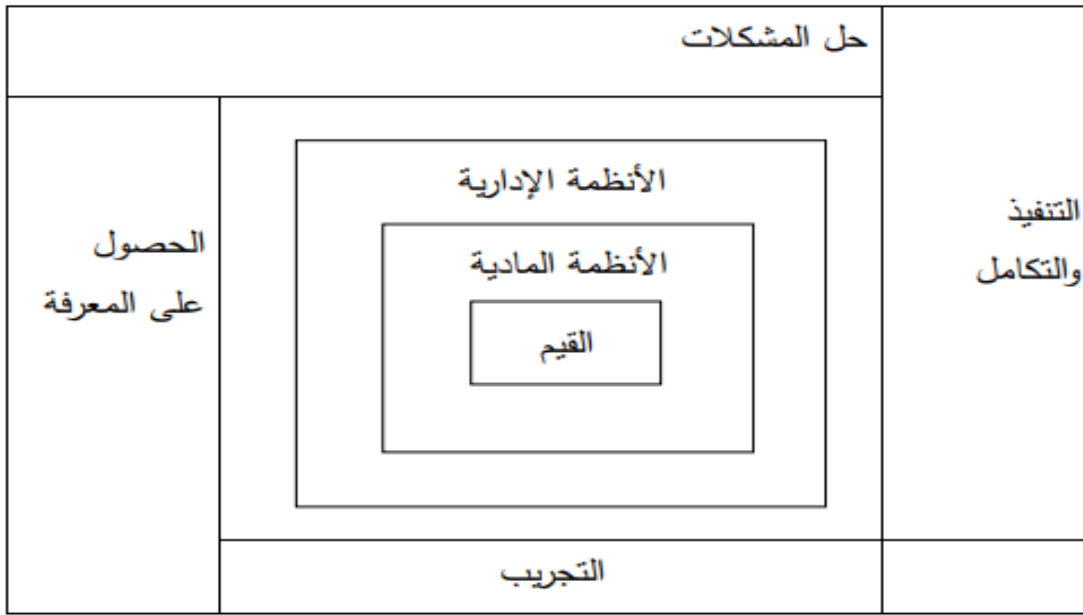 حل المشكلات
التنفيذ
والتكامل
الأنظمة الإدارية
الأنظمة المادية
القيم
الحصول
على المعرفة
التجريب